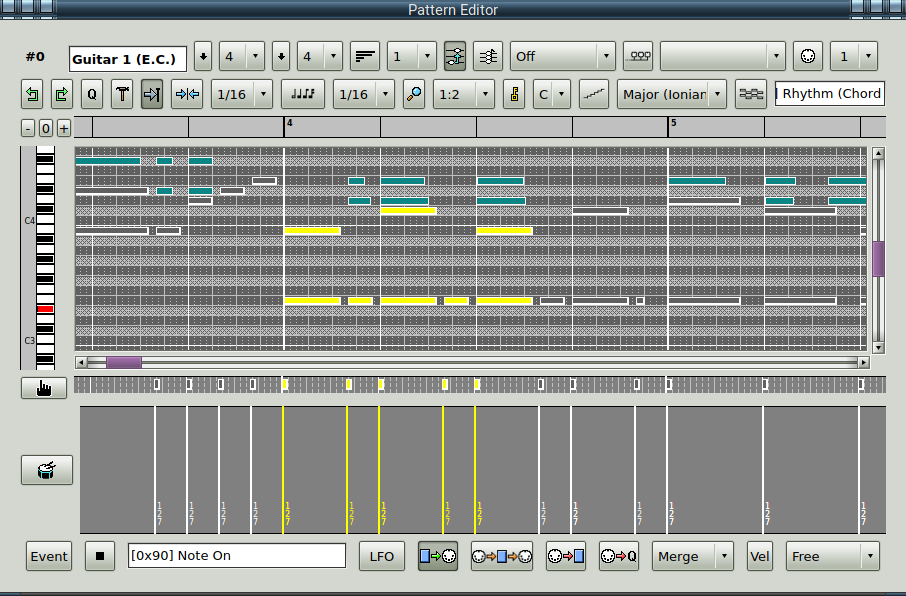 Pattern Editor
#0 Guitar 1 (E.C.) 4 4 1 Off 1
Q 1/16 1/16 1:2 C Major (Ionian Rhythm (Chord
- 0 + 4 5
C4
C3
127 127 127 127 127 127 127 127 127 127 127 127 127 127 127
Event [0x90] Note On LFO Q Merge Vel Free